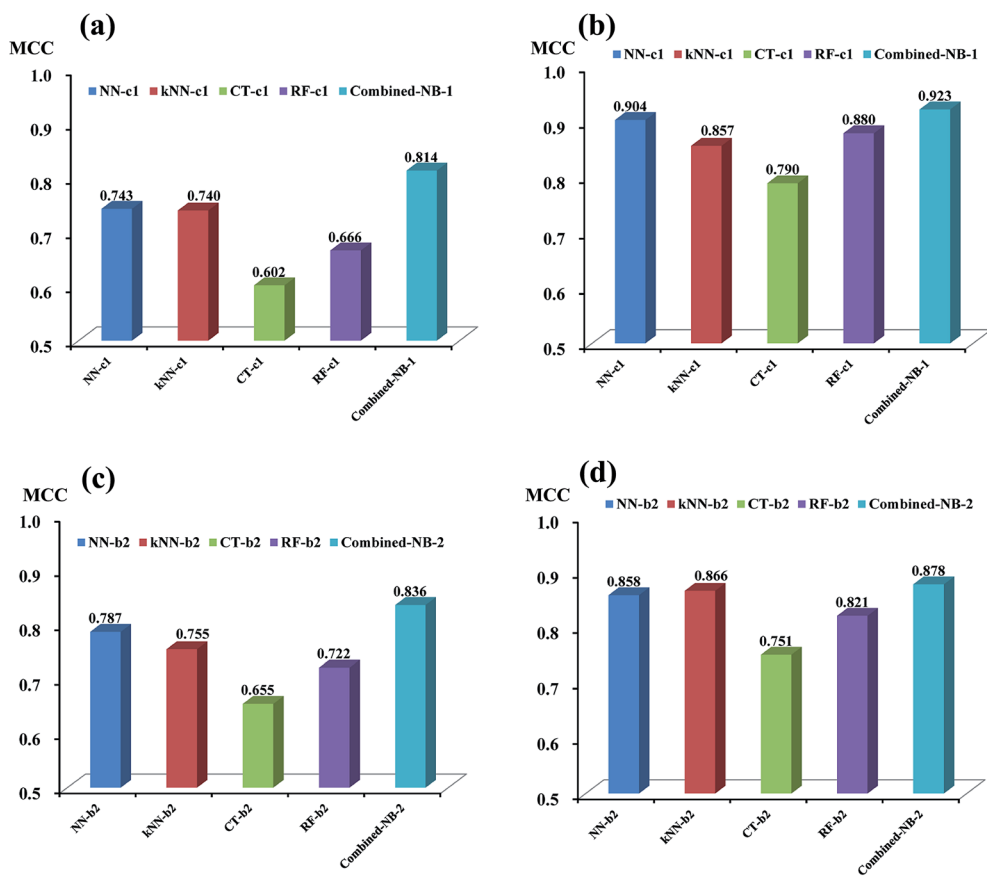 (a)
MCC
NN-c1 kNN-c1 CT-c1 RF-c1 Combined-NB-1
1.0
0.9
0.8
0.7
0.6
0.5
0.743
0.740
0.602
0.666
0.814
NN-c1
kNN-c1
CT-c1
RF-c1
Combined-NB-1
(b)
MCC
NN-c1 kNN-c1 CT-c1 RF-c1 Combined-NB-1
1.0
0.9
0.8
0.7
0.6
0.5
0.904
0.857
0.790
0.880
0.923
NN-c1
kNN-c1
CT-c1
RF-c1
Combined-NB-1
(c)
MCC
NN-b2 kNN-b2 CT-b2 RF-b2 Combined-NB-2
1.0
0.9
0.8
0.7
0.6
0.5
0.787
0.755
0.655
0.722
0.836
NN-b2
kNN-b2
CT-b2
RF-b2
Combined-NB-2
(d)
MCC
NN-b2 kNN-b2 CT-b2 RF-b2 Combined-NB-2
1.0
0.9
0.8
0.7
0.6
0.5
0.858
0.866
0.751
0.821
0.878
NN-b2
kNN-b2
CT-b2
RF-b2
Combined-NB-2